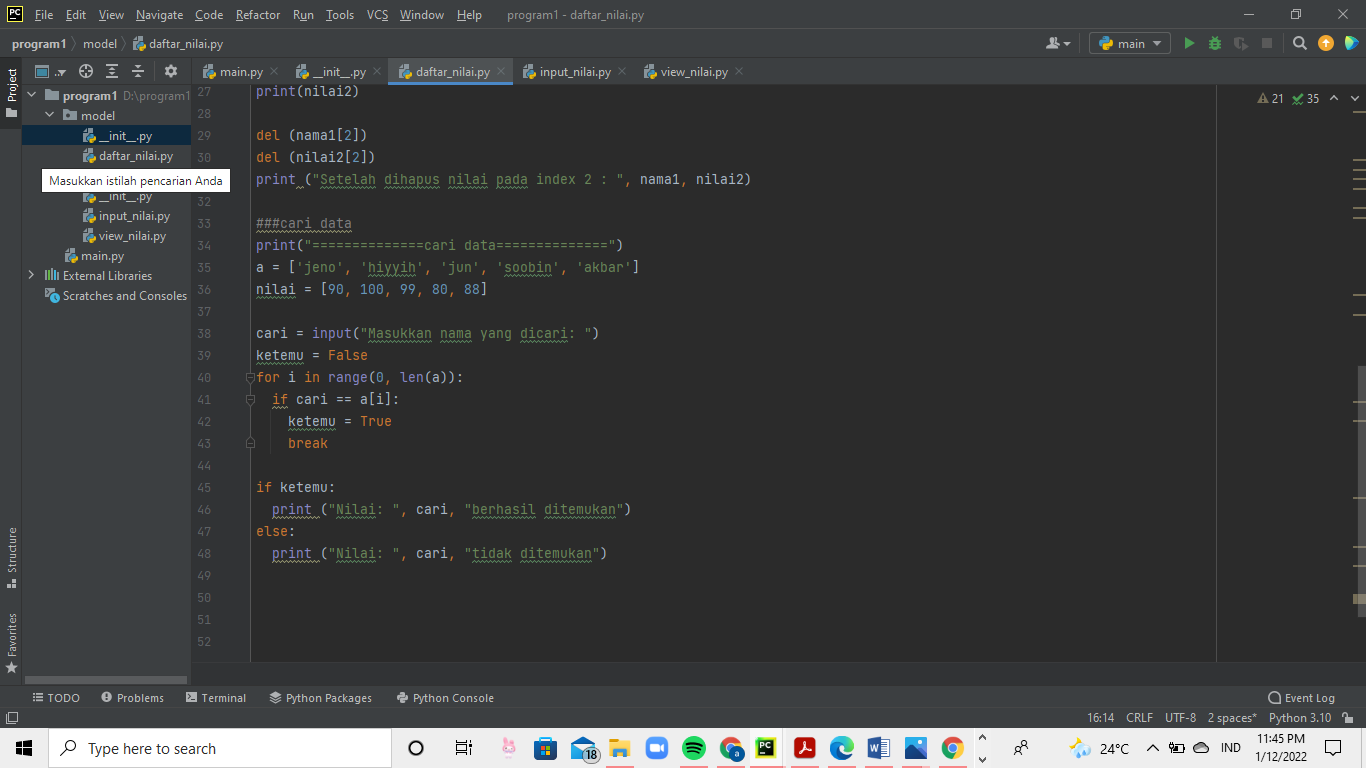 PC File Edit View Navigate Code Refactor Run Tools VCS Window Help program1 - daftar_nilai.py
program1 model daftar_nilai.py main
Project
main.py __init__.py daftar_nilai.py input_nilai.py view_nilai.py
program1 D:\program1
model
__init__.py
daftar_nilai.py
Masukkan istilah pencarian Anda
__init__.py
input_nilai.py
view_nilai.py
main.py
External Libraries
Scratches and Consoles
21 35
27 print(nilai2)
28
29 del (nama1[2])
30 del (nilai2[2])
print ("Setelah dihapus nilai pada index 2 : ", nama1, nilai2)
32
33 ###cari data
34 print("==============cari data==============")
35 a = ['jeno', 'hiyyih', 'jun', 'soobin', 'akbar']
36 nilai = [90, 100, 99, 80, 88]
37
38 cari = input("Masukkan nama yang dicari: ")
39 ketemu = False
40 for i in range(0, len(a)):
41 if cari == a[i]:
42 ketemu = True
43 break
44
45 if ketemu:
46 print ("Nilai: ", cari, "berhasil ditemukan")
47 else:
48 print ("Nilai: ", cari, "tidak ditemukan")
49
50
51
52
Structure
Favorites
TODO Problems Terminal Python Packages Python Console Event Log
16:14 CRLF UTF-8 2 spaces* Python 3.10
Type here to search 18 a PC 24°C IND 11:45 PM
1/12/2022